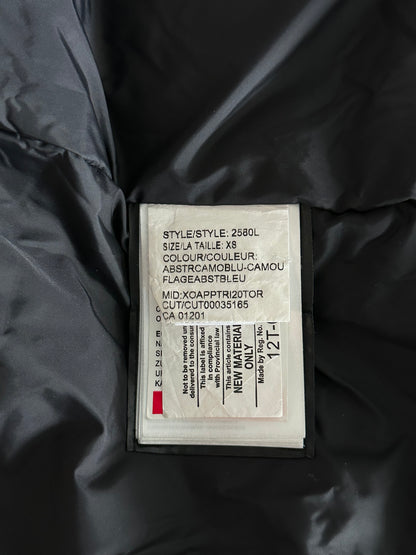 STYLE/STYLE: 2580L
SIZE/LA TAILLE: XS
COLOUR/COULEUR:
ABSTRCAMOBLU-CAMOU
FLAGEABSTBLEU
MID:XOAPPTRI20TOR
CUT/CUT00035165
CA 01201
Not to be removed un
delivered to the consu
This label is affixed
in compliance
with Provincial law
This article contains
NEW MATERIAL
ONLY
Made by Reg. No.
12T-